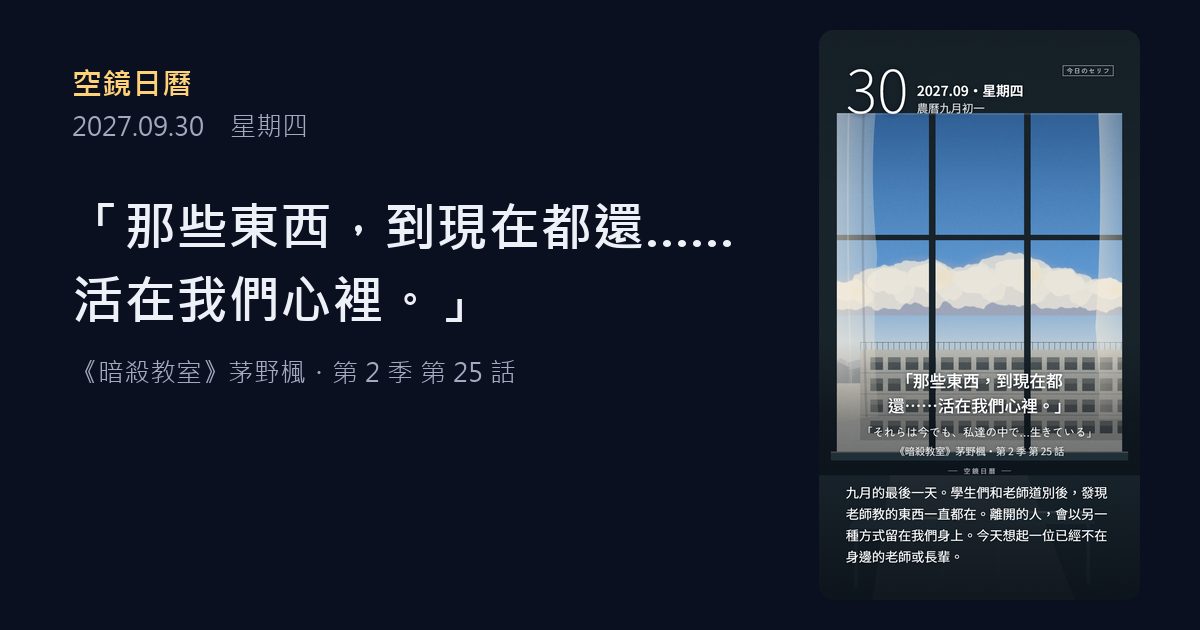 空鏡日曆
2027.09.30 星期四
「那些東西，到現在都還……
活在我們心裡。」
《暗殺教室》茅野楓·第 2 季 第 25 話
今日のセリフ
30
2027.09・星期四
農曆九月初一
「那些東西，到現在都
還……活在我們心裡。」
「それらは今でも、私達の中で…生きている」
《暗殺教室》茅野楓・第 2 季 第 25 話
— 空鏡日曆 —
九月的最後一天。學生們和老師道別後，發現
老師教的東西一直都在。離開的人，會以另一
種方式留在我們身上。今天想起一位已經不在
身邊的老師或長輩。